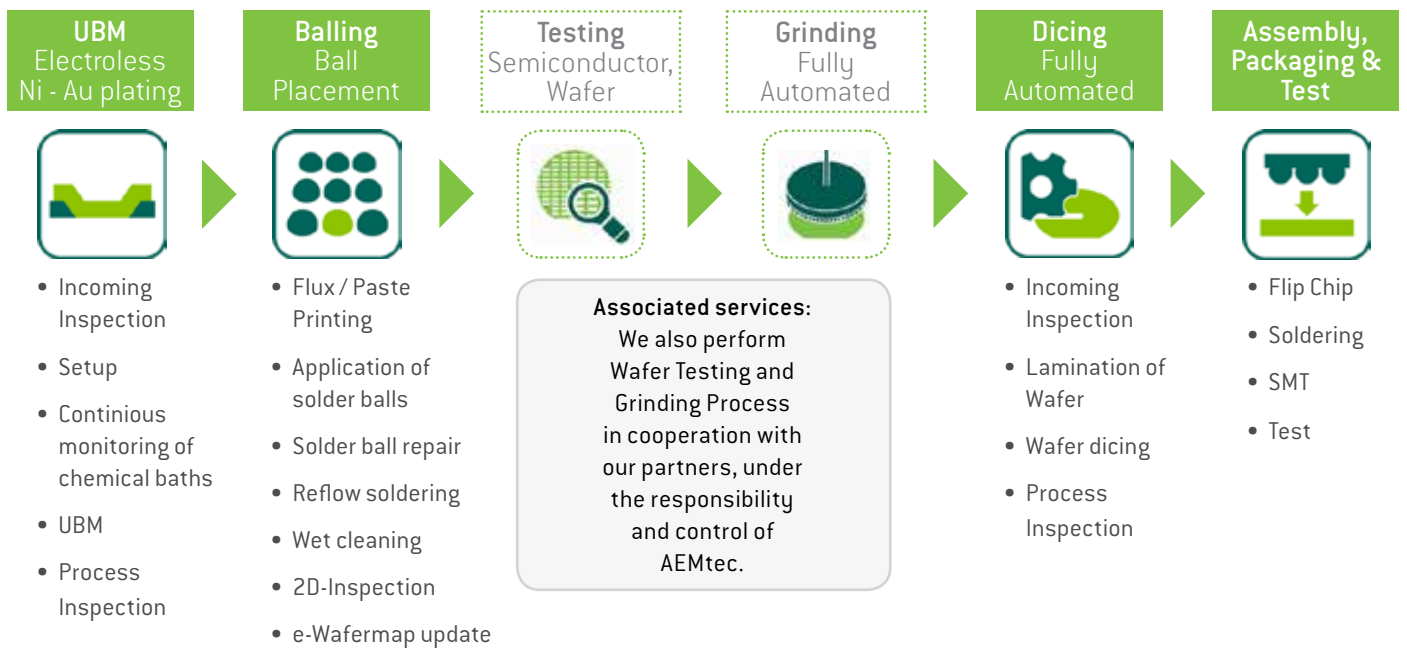 UBM
Electroless
Ni - Au plating
Balling
Ball
Placement
Testing
Semiconductor,
Wafer
Grinding
Fully
Automated
Dicing
Fully
Automated
Assembly,
Packaging &
Test
• Incoming
Inspection
• Setup
• Continious
monitoring of
chemical baths
• UBM
• Process
Inspection
• Flux / Paste
Printing
• Application of
solder balls
• Solder ball repair
• Reflow soldering
• Wet cleaning
• 2D-Inspection
• e-Wafermap update
Associated services:
We also perform
Wafer Testing and
Grinding Process
in cooperation with
our partners, under
the responsibility
and control of
AEMtec.
• Incoming
Inspection
• Lamination of
Wafer
• Wafer dicing
• Process
Inspection
• Flip Chip
• Soldering
• SMT
• Test